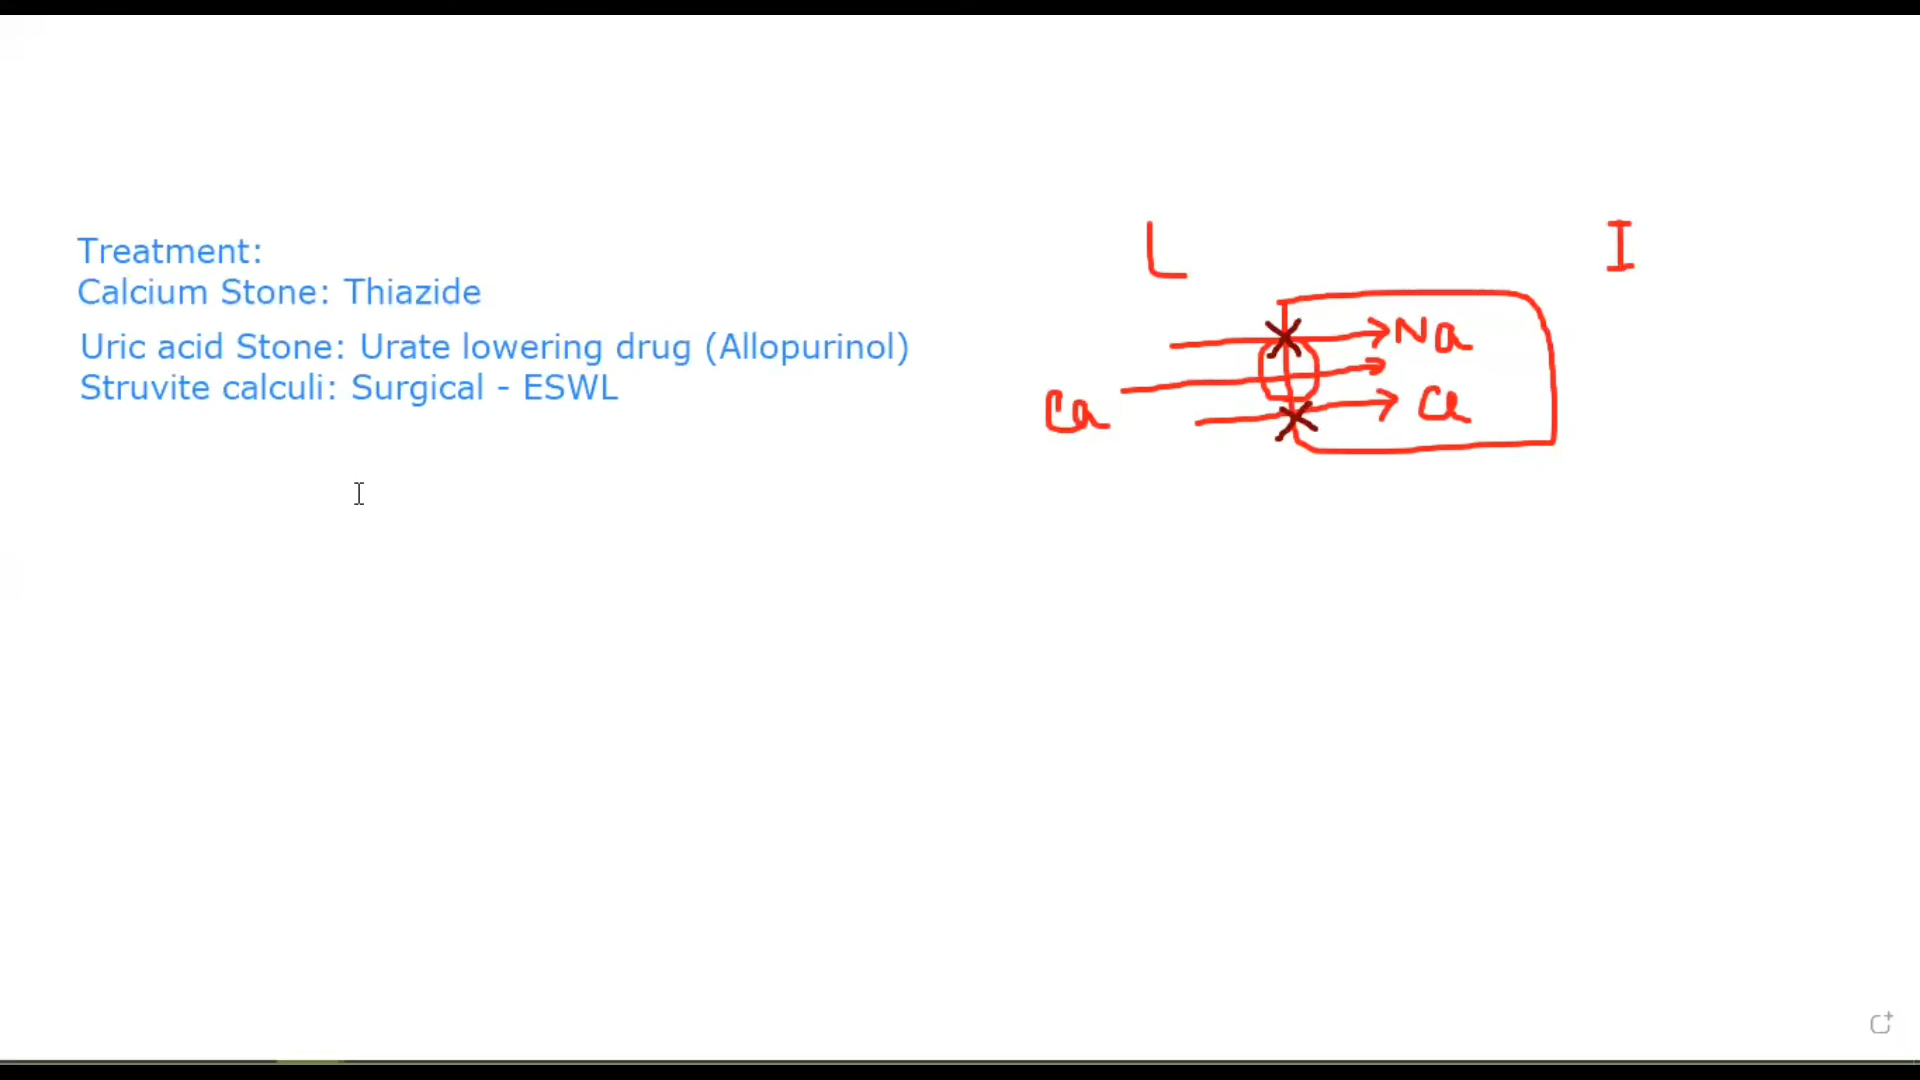 Treatment:
Calcium Stone: Thiazide
Uric acid Stone: Urate lowering drug (Allopurinol)
Struvite calculi: Surgical - ESWL
L
I
Na
Ca
Cl